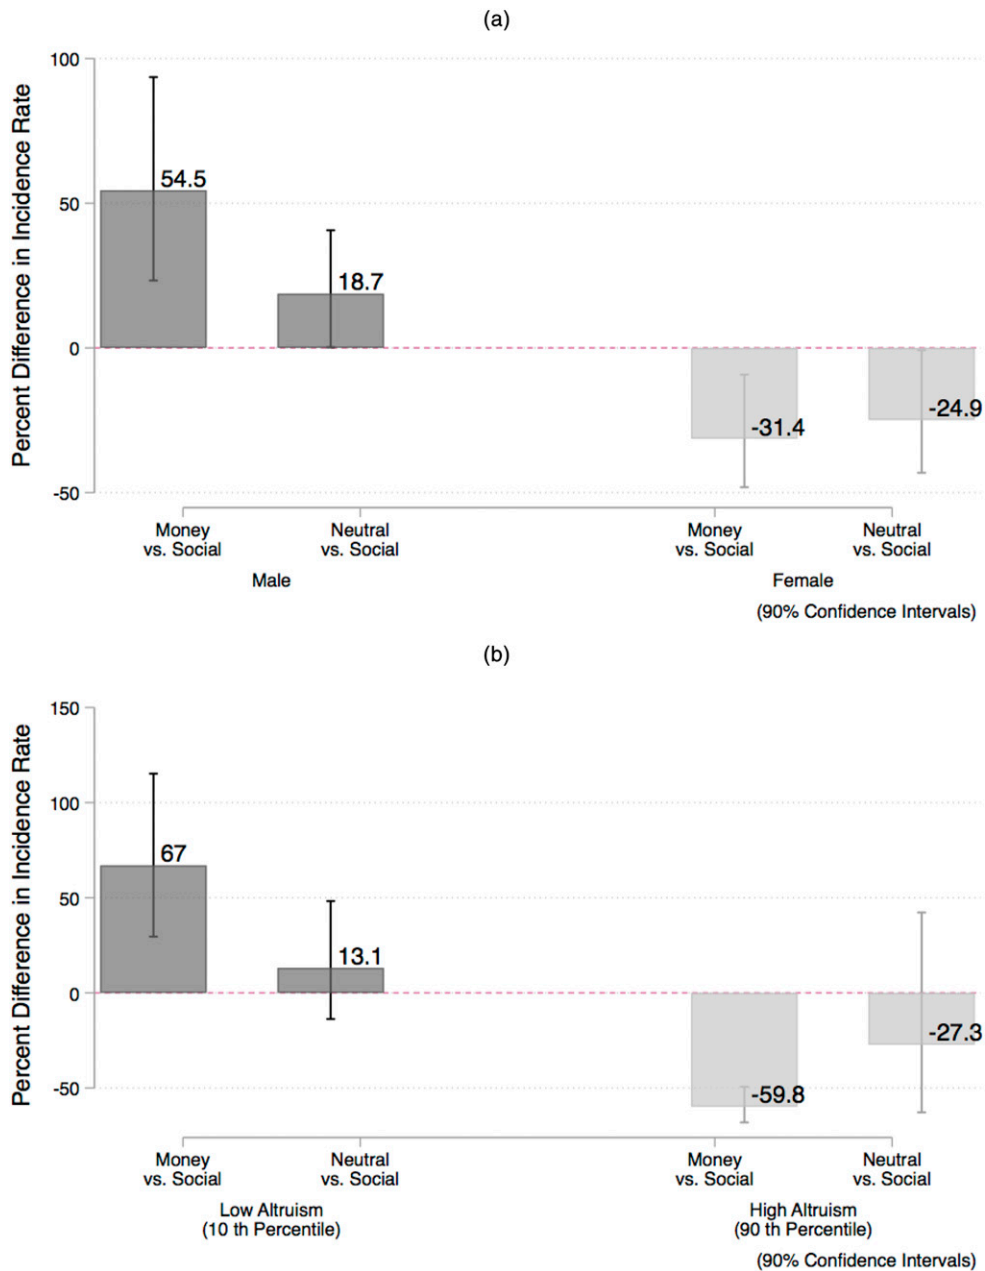 (a)
Percent Difference in Incidence Rate
100
50
0
-50
54.5
18.7
-31.4
-24.9
Money
vs. Social
Neutral
vs. Social
Money
vs. Social
Neutral
vs. Social
Male
Female
(90% Confidence Intervals)
(b)
Percent Difference in Incidence Rate
150
100
50
0
-50
67
13.1
-59.8
-27.3
Money
vs. Social
Neutral
vs. Social
Money
vs. Social
Neutral
vs. Social
Low Altruism
(10 th Percentile)
High Altruism
(90 th Percentile)
(90% Confidence Intervals)